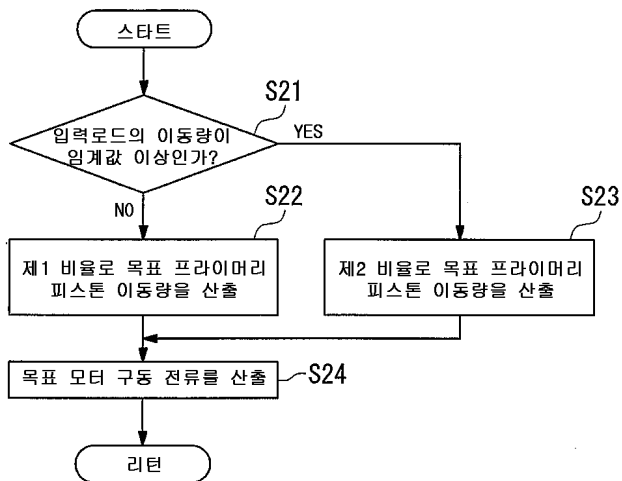 스타트
S21
입력로드의 이동량이
임계값 이상인가?
YES
NO
S22
S23
제1 비율로 목표 프라이머리
피스톤 이동량을 산출
제2 비율로 목표 프라이머리
피스톤 이동량을 산출
목표 모터 구동 전류를 산출
S24
리턴